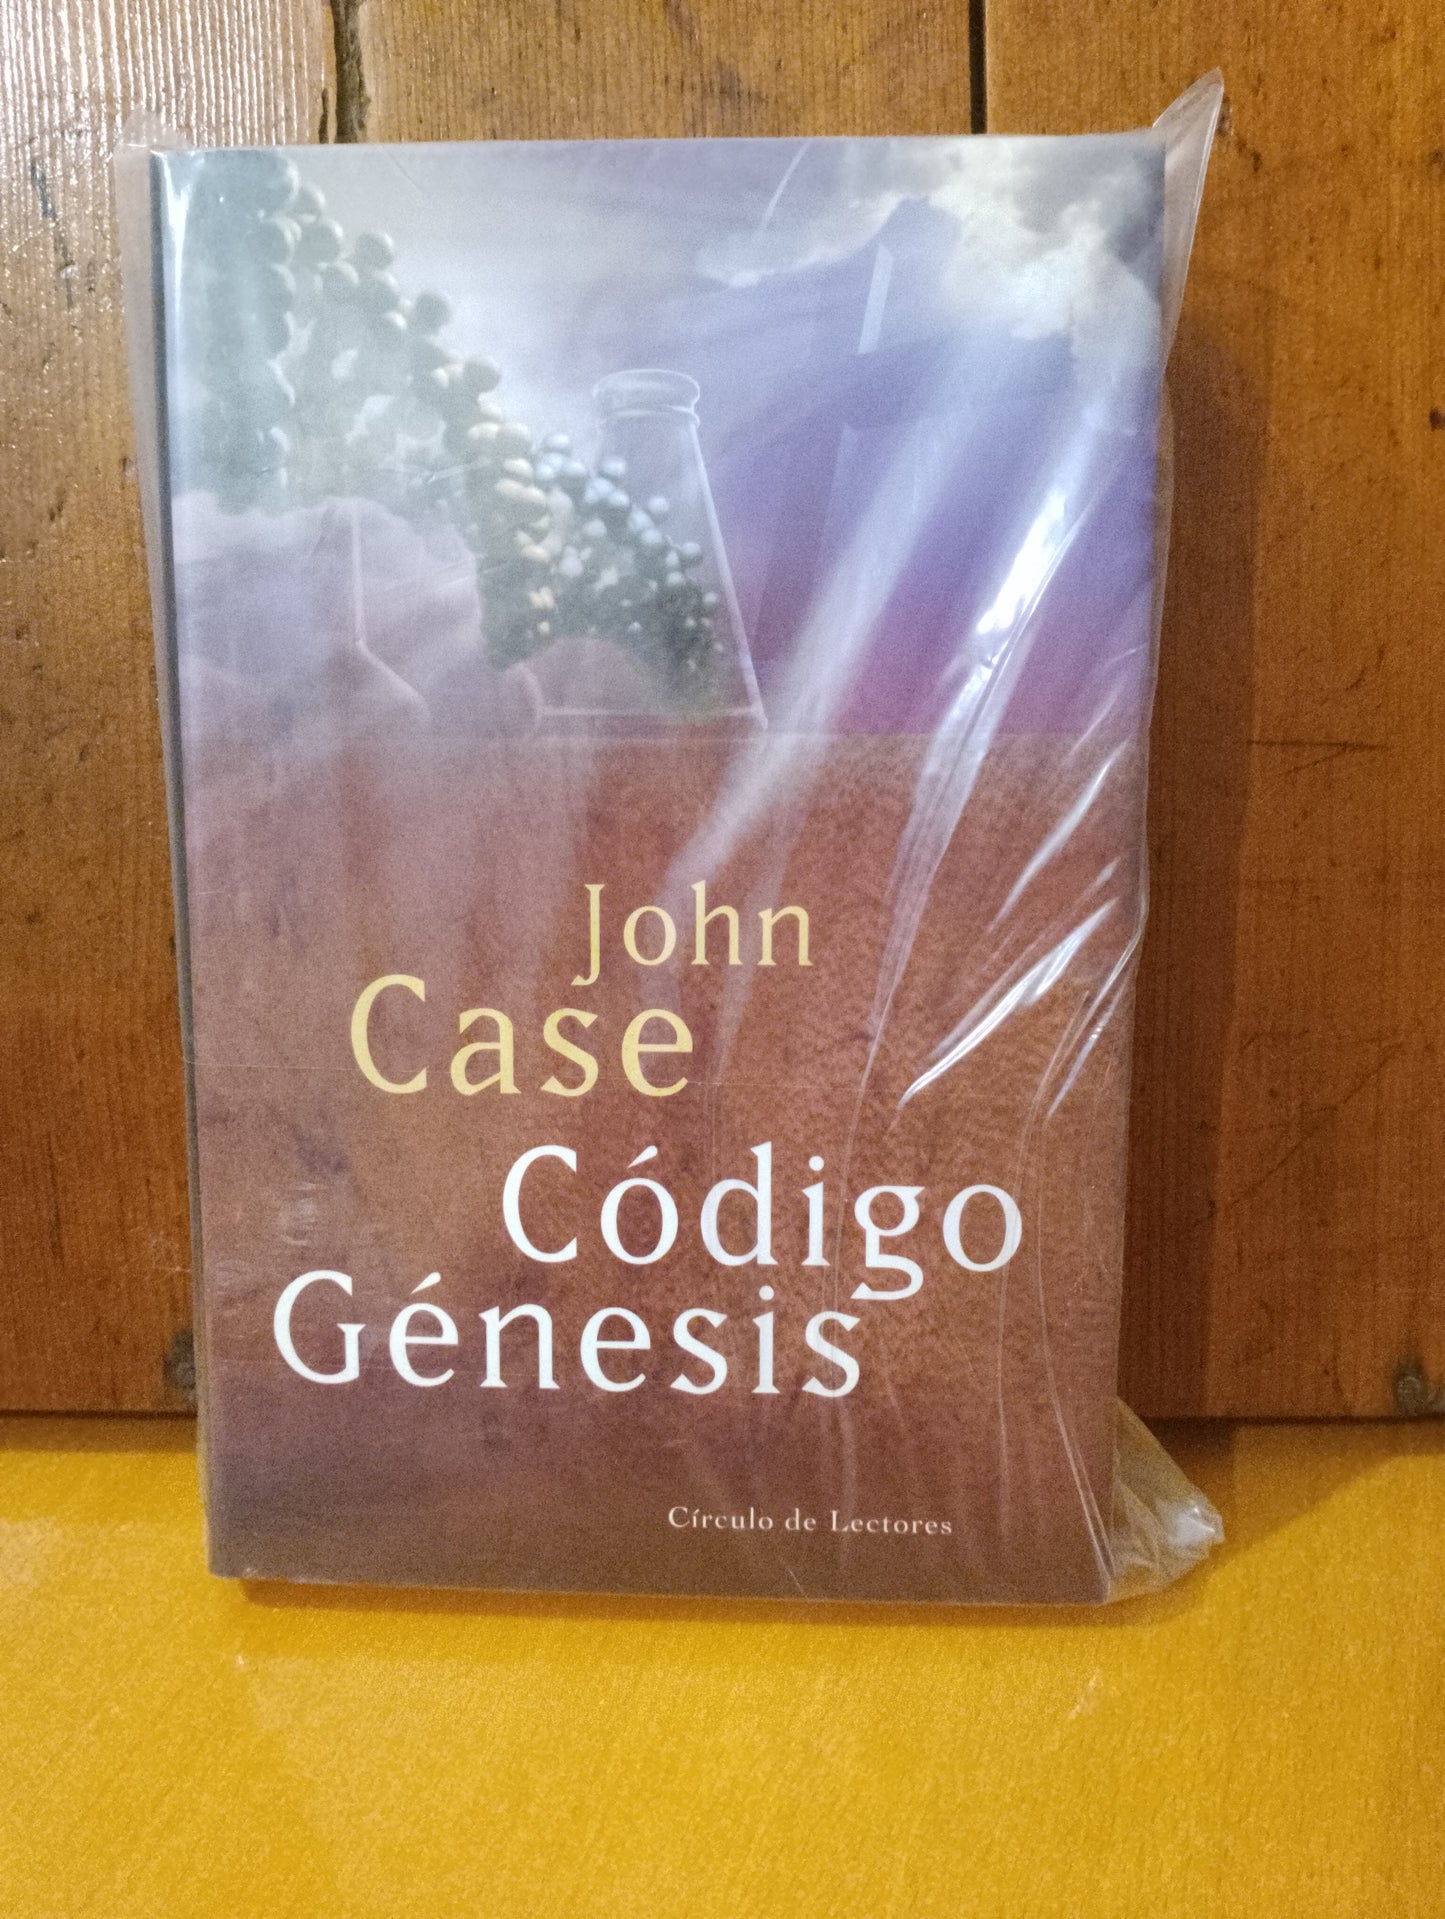 John
Case
Código
Génesis
Círculo de Lectores